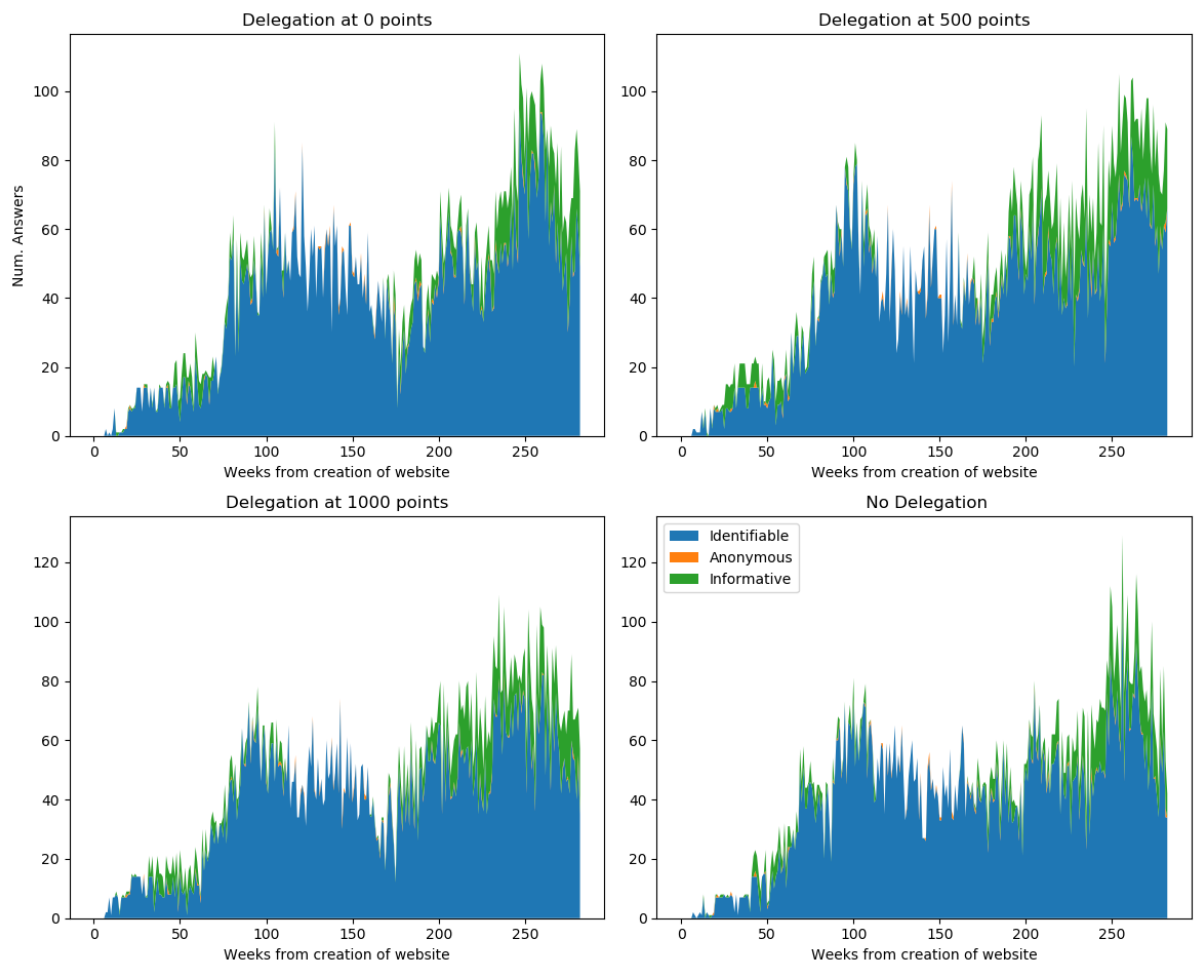 Delegation at 0 points
Num. Answers
100
80
60
40
20
0
0 50 100 150 200 250
Weeks from creation of website
Delegation at 500 points
100
80
60
40
20
0
0 50 100 150 200 250
Weeks from creation of website
Delegation at 1000 points
120
100
80
60
40
20
0
0 50 100 150 200 250
Weeks from creation of website
No Delegation
Identifiable
Anonymous
Informative
120
100
80
60
40
20
0
0 50 100 150 200 250
Weeks from creation of website